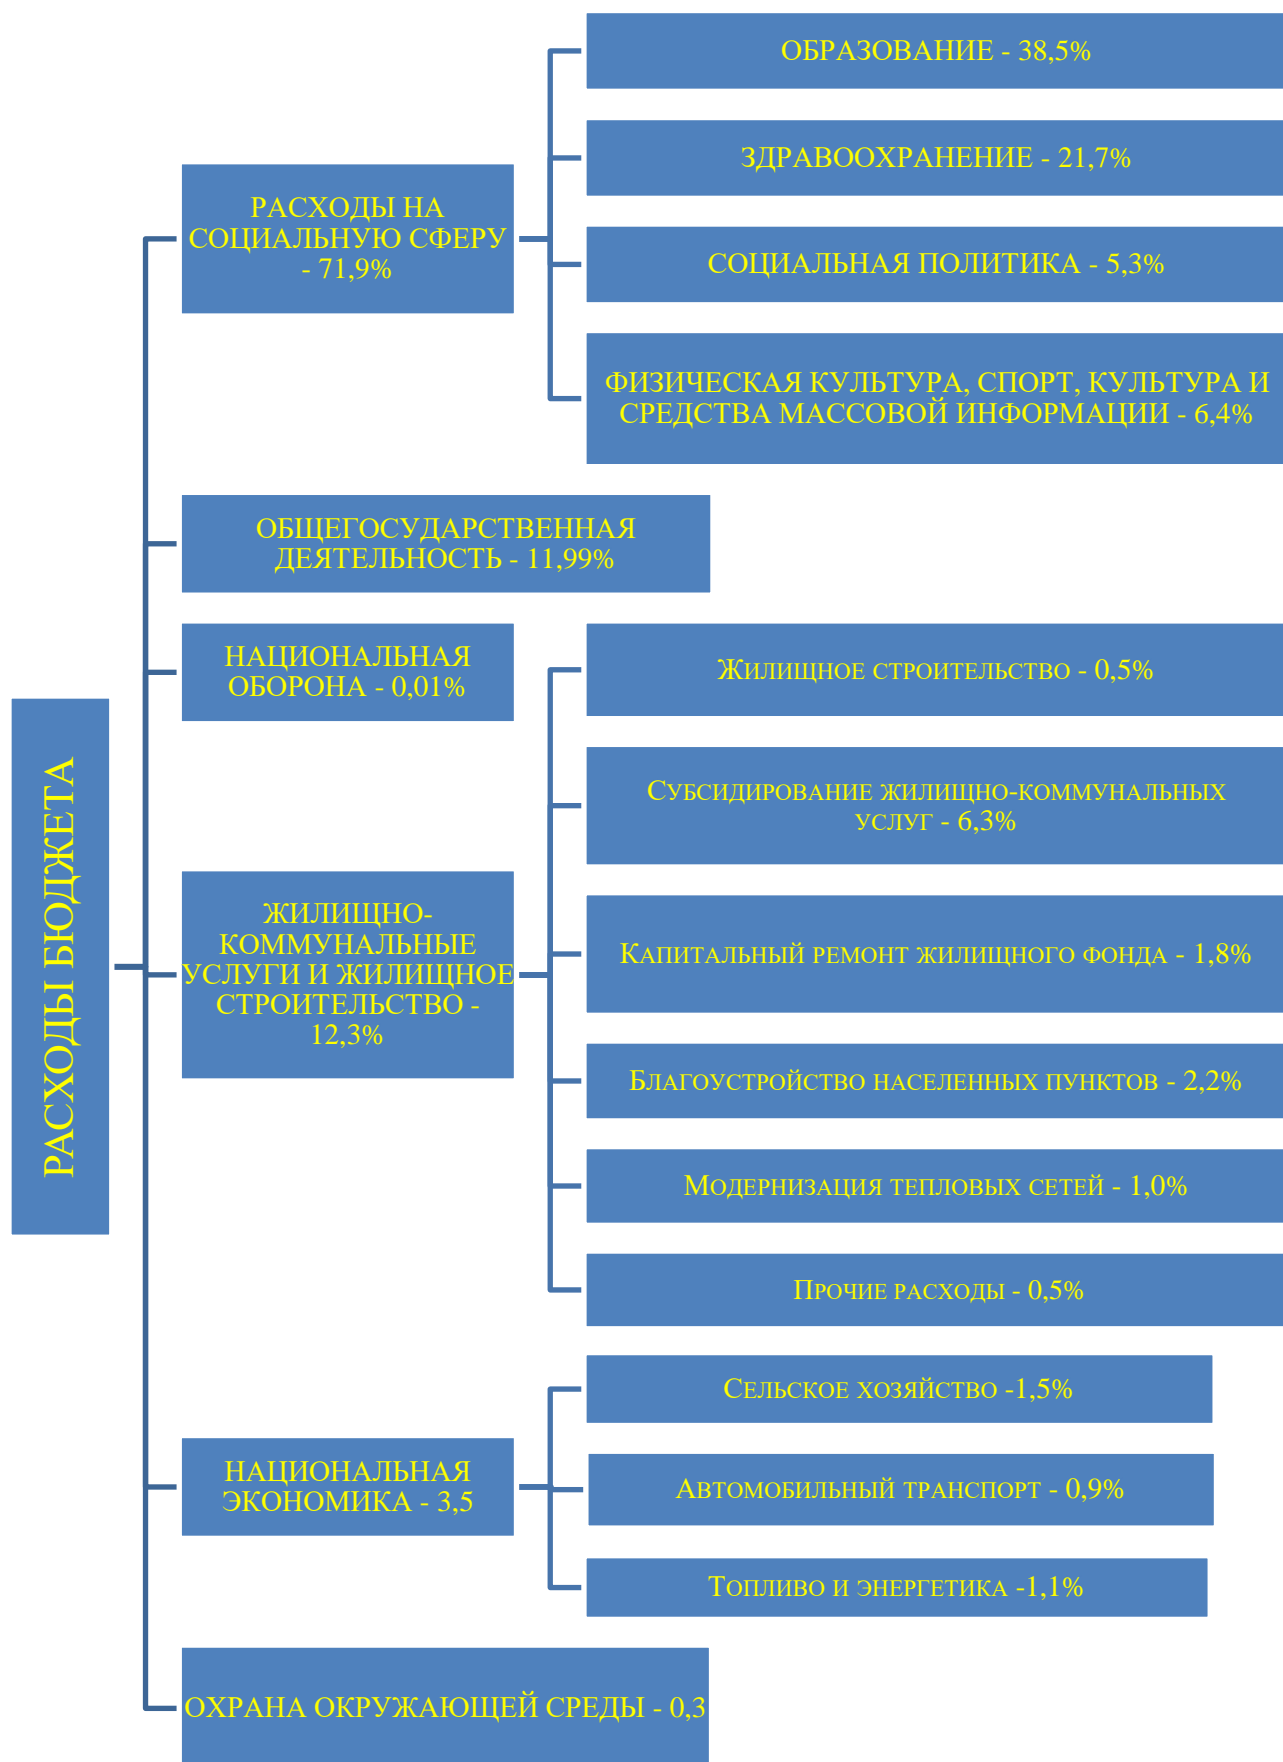 РАСХОДЫ БЮДЖЕТА
РАСХОДЫ НА
СОЦИАЛЬНУЮ СФЕРУ
- 71,9%
ОБРАЗОВАНИЕ - 38,5%
ЗДРАВООХРАНЕНИЕ - 21,7%
СОЦИАЛЬНАЯ ПОЛИТИКА - 5,3%
ФИЗИЧЕСКАЯ КУЛЬТУРА, СПОРТ, КУЛЬТУРА И
СРЕДСТВА МАССОВОЙ ИНФОРМАЦИИ - 6,4%
ОБЩЕГОСУДАРСТВЕННАЯ
ДЕЯТЕЛЬНОСТЬ - 11,99%
НАЦИОНАЛЬНАЯ
ОБОРОНА - 0,01%
ЖИЛИЩНО-
КОММУНАЛЬНЫЕ
УСЛУГИ И ЖИЛИЩНОЕ
СТРОИТЕЛЬСТВО -
12,3%
Жилищное строительство - 0,5%
Субсидирование жилищно-коммунальных
услуг - 6,3%
Капитальный ремонт жилищного фонда - 1,8%
Благоустройство населенных пунктов - 2,2%
Модернизация тепловых сетей - 1,0%
Прочие расходы - 0,5%
НАЦИОНАЛЬНАЯ
ЭКОНОМИКА - 3,5
Сельское хозяйство -1,5%
Автомобильный транспорт - 0,9%
Топливо и энергетика -1,1%
ОХРАНА ОКРУЖАЮЩЕЙ СРЕДЫ - 0,3